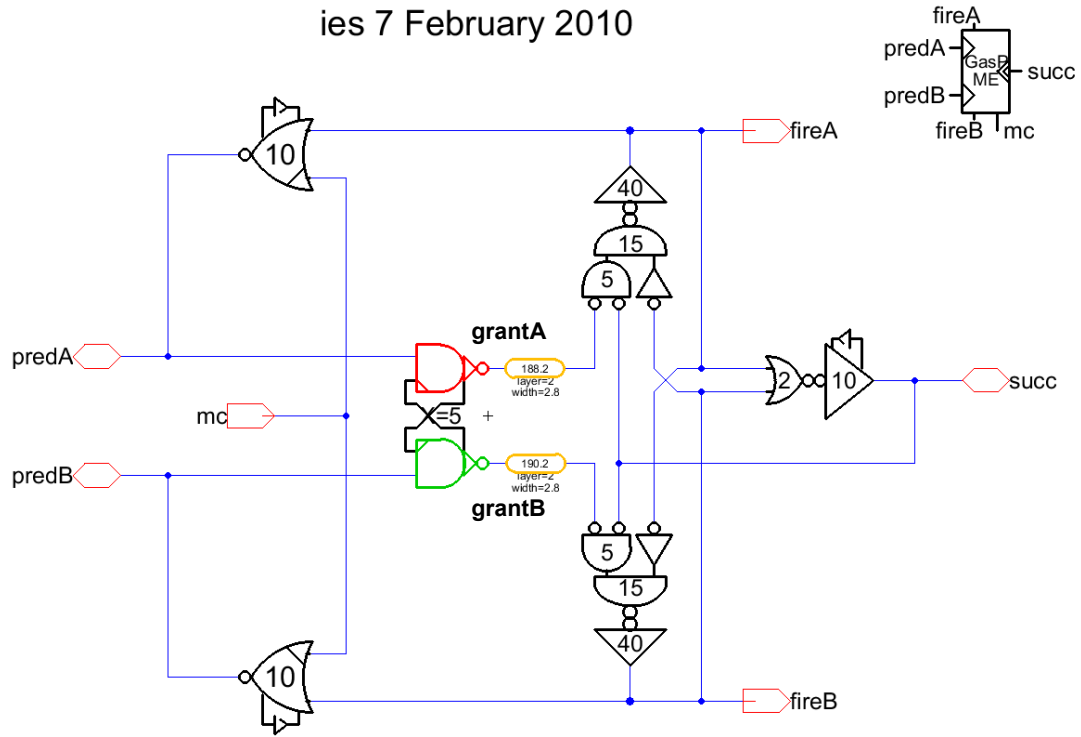 ies 7 February 2010
fireA
predA
GasP
ME
succ
predB
fireB
mc
10
fireA
40
15
5
grantA
predA
188.2
layer=2
width=2.8
2
10
succ
mc
=5
predB
190.2
layer=2
width=2.8
grantB
5
15
40
10
fireB